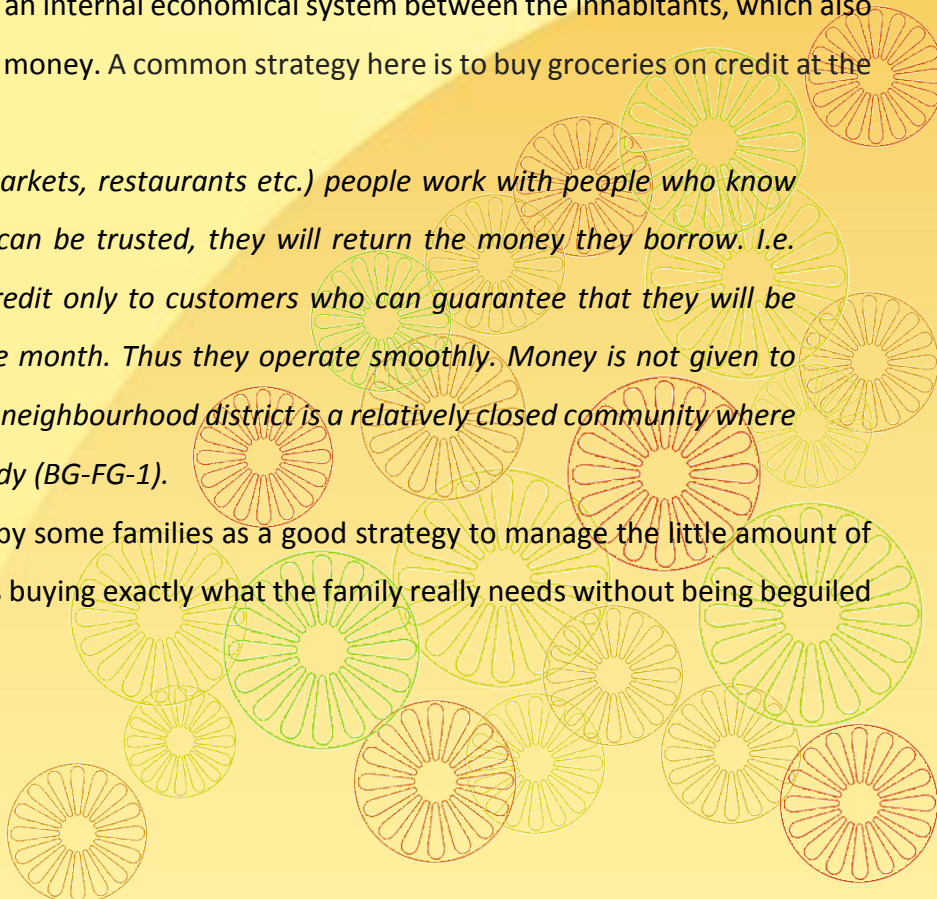 an internal economical system between the inhabitants, which also
money. A common strategy here is to buy groceries on credit at the
arkets, restaurants etc.) people work with people who know
can be trusted, they will return the money they borrow. I.e.
redit only to customers who can guarantee that they will be
e month. Thus they operate smoothly. Money is not given to
neighbourhood district is a relatively closed community where
dy (BG-FG-1).
by some families as a good strategy to manage the little amount of
s buying exactly what the family really needs without being beguiled